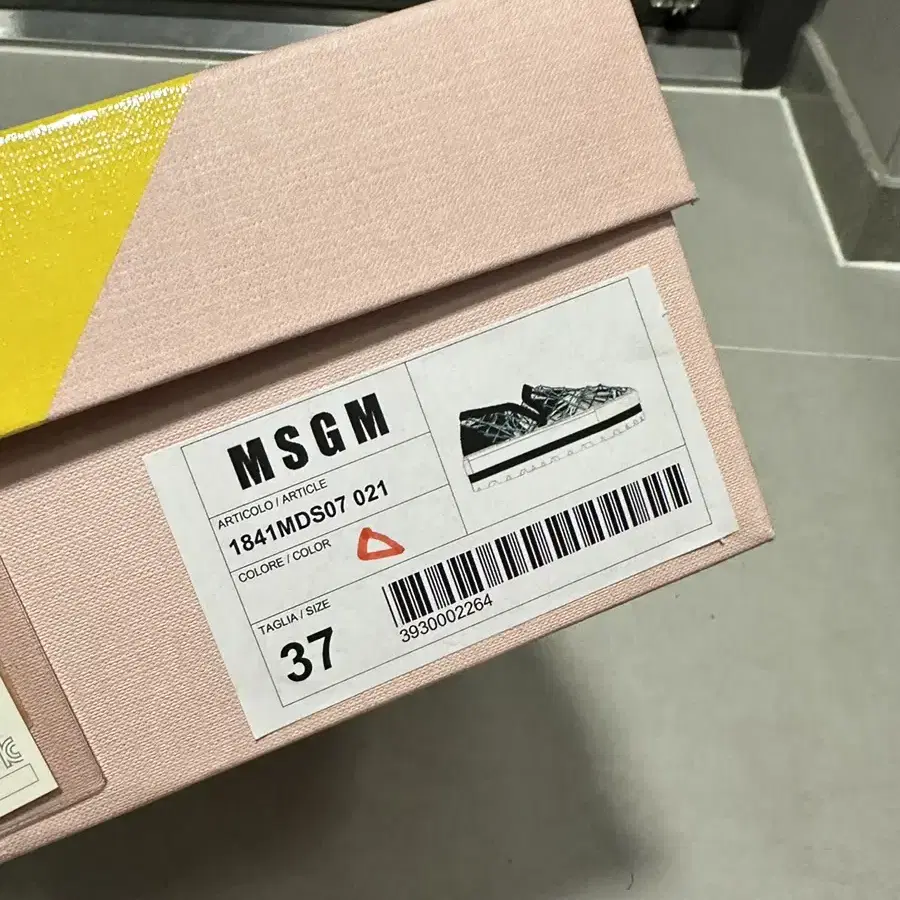 MSGM
ARTICOLO / ARTICLE
1841MDS07 021
COLORE / COLOR
TAGLIA / SIZE
37
3930002264